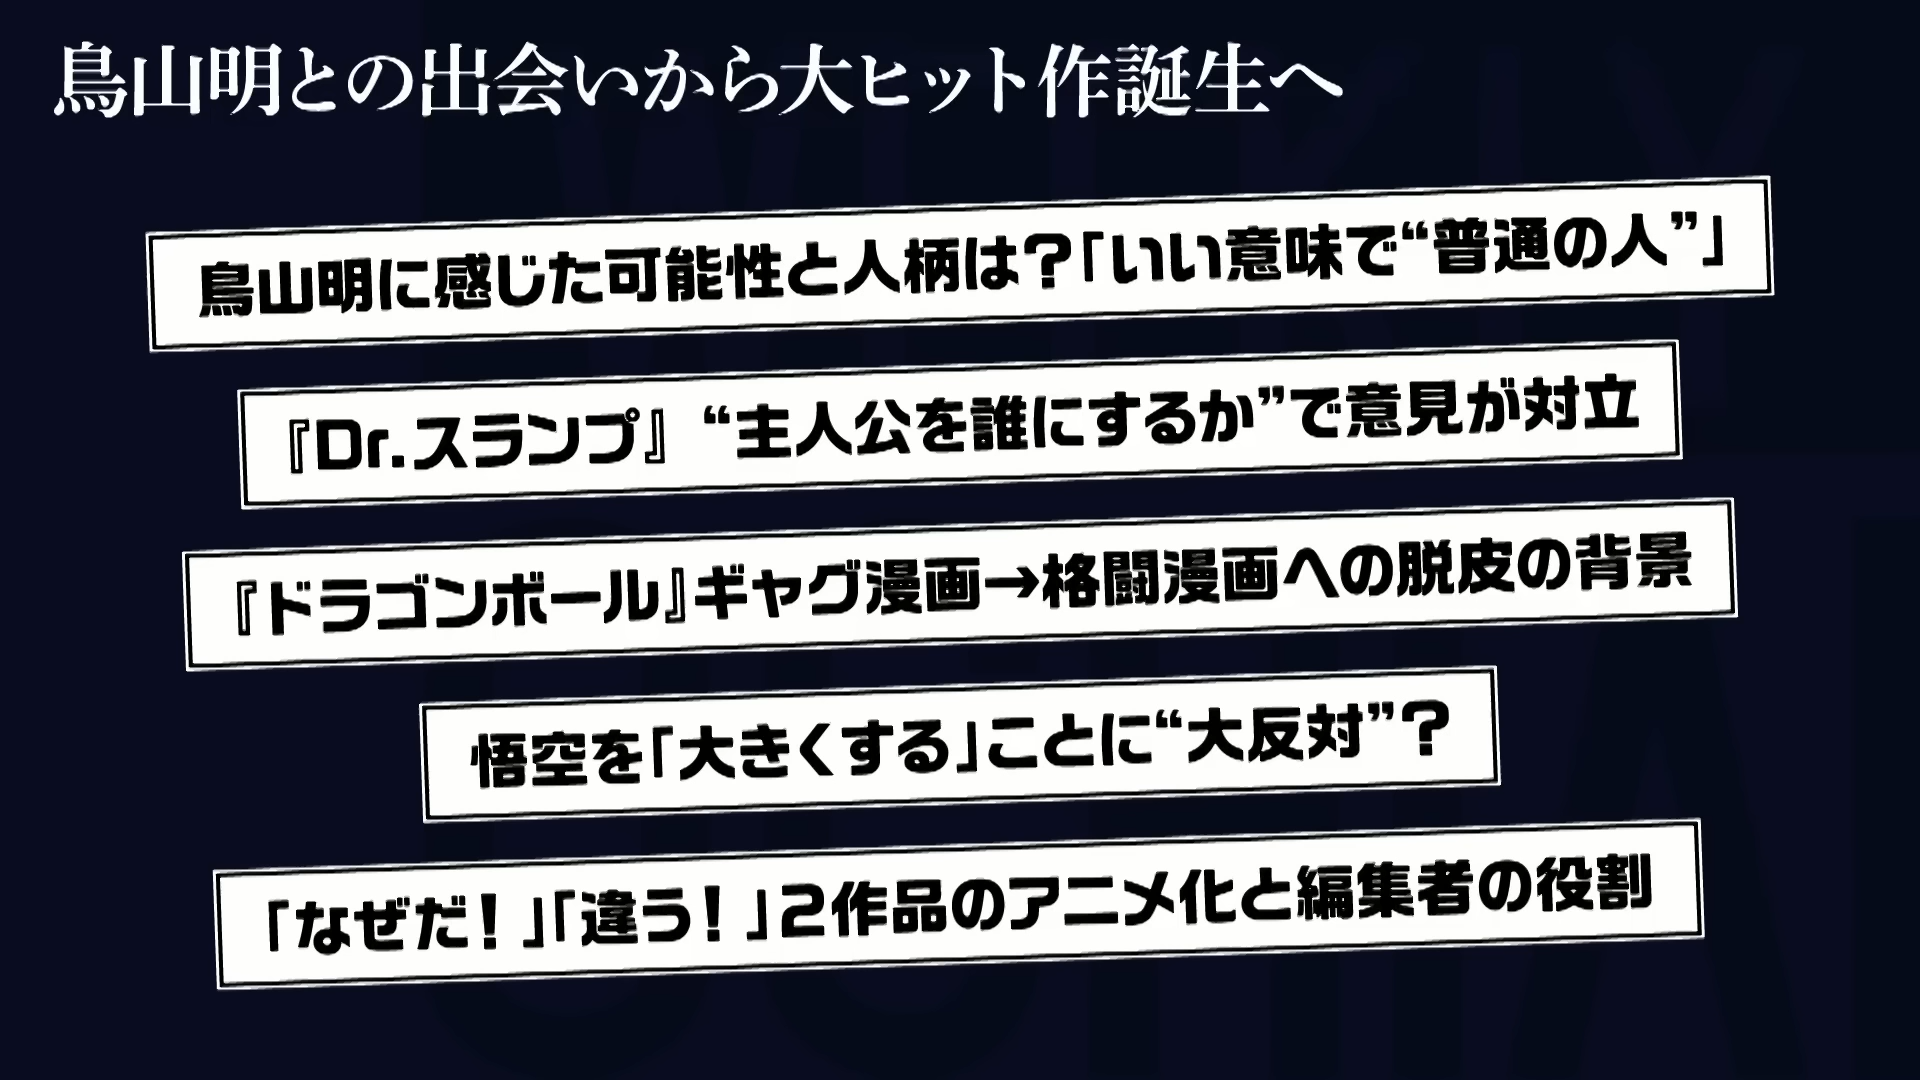 鳥山明との出会いから大ヒット作誕生へ
鳥山明に感じた可能性と人柄は？「いい意味で“普通の人”」
『Dr.スランプ』 “主人公を誰にするか”で意見が対立
『ドラゴンボール』ギャグ漫画→格闘漫画への脱皮の背景
悟空を「大きくする」ことに“大反対”？
「なぜだ！」「違う！」2作品のアニメ化と編集者の役割